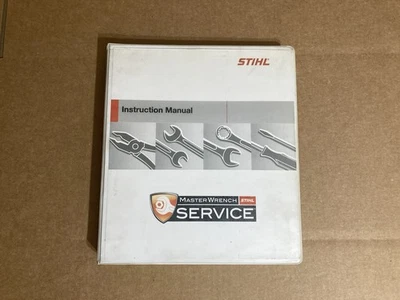 STIHL
Instruction Manual
MASTERWRENCH STIHL
SERVICE